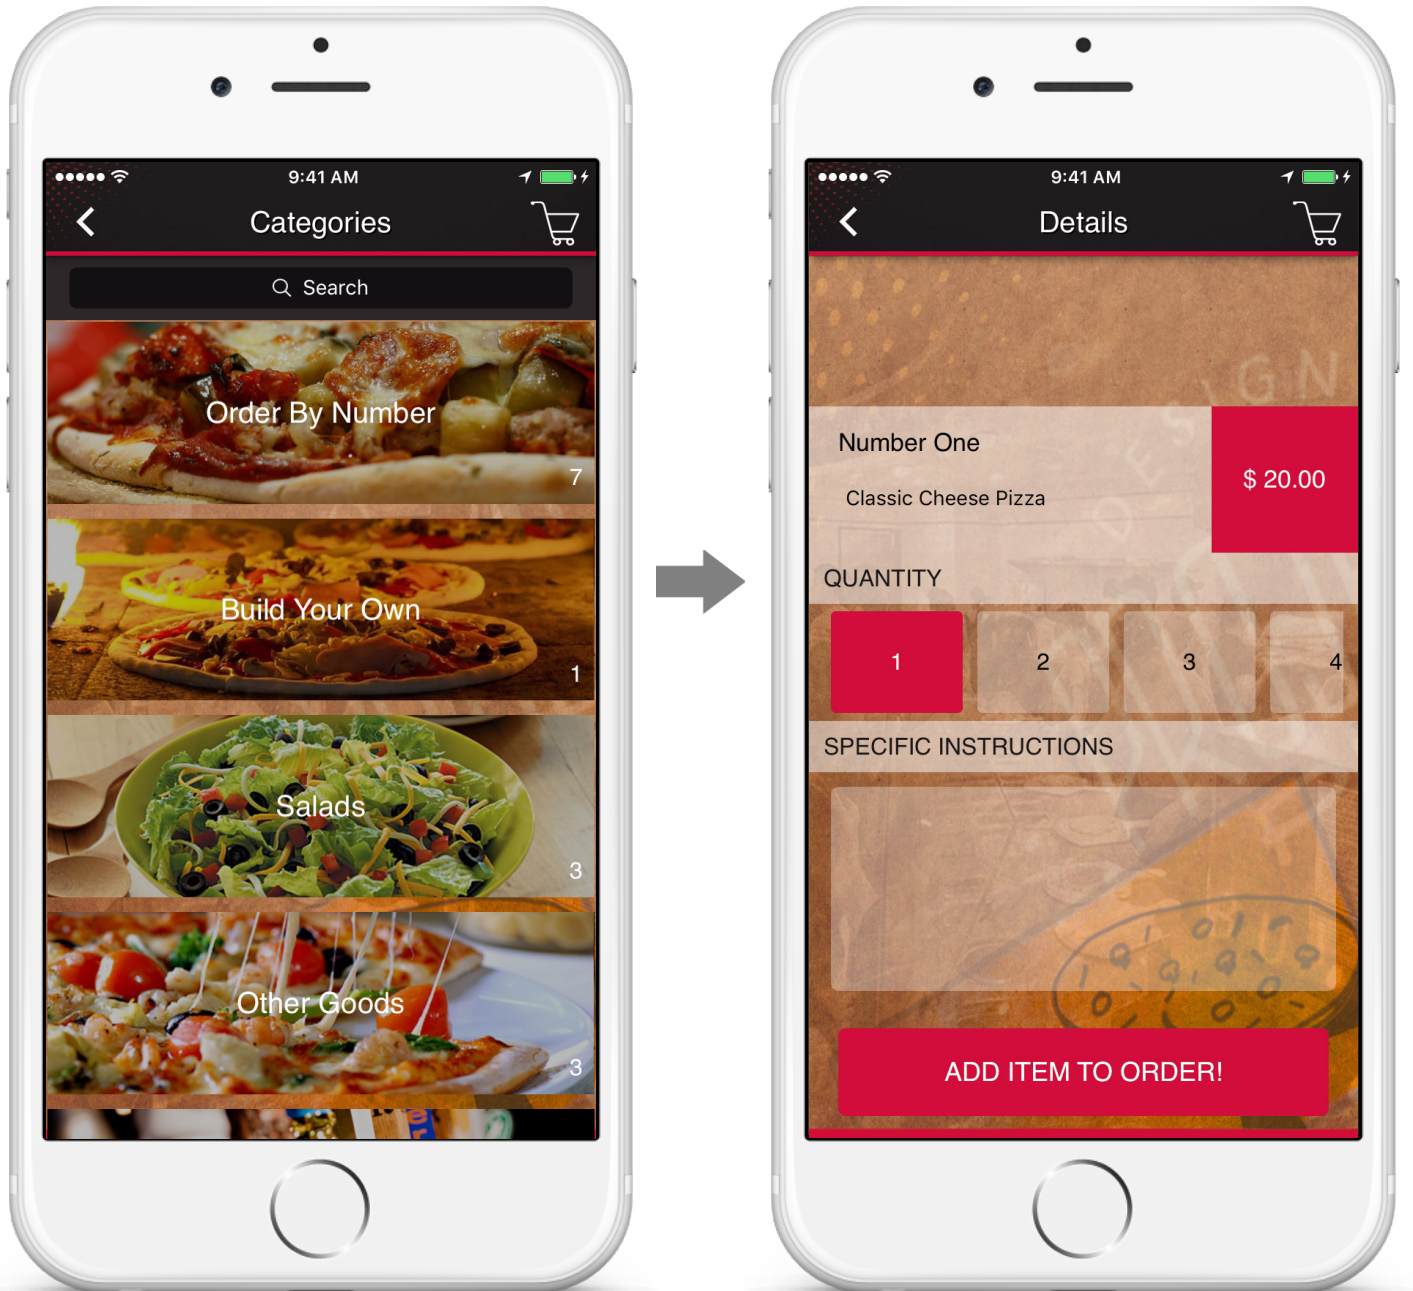 9:41 AM
Categories
Search
Order By Number
7
Build Your Own
1
Salads
3
Other Goods
3
9:41 AM
Details
DESIGN
Number One
$ 20.00
Classic Cheese Pizza
QUANTITY
1
2
3
4
SPECIFIC INSTRUCTIONS
ADD ITEM TO ORDER!